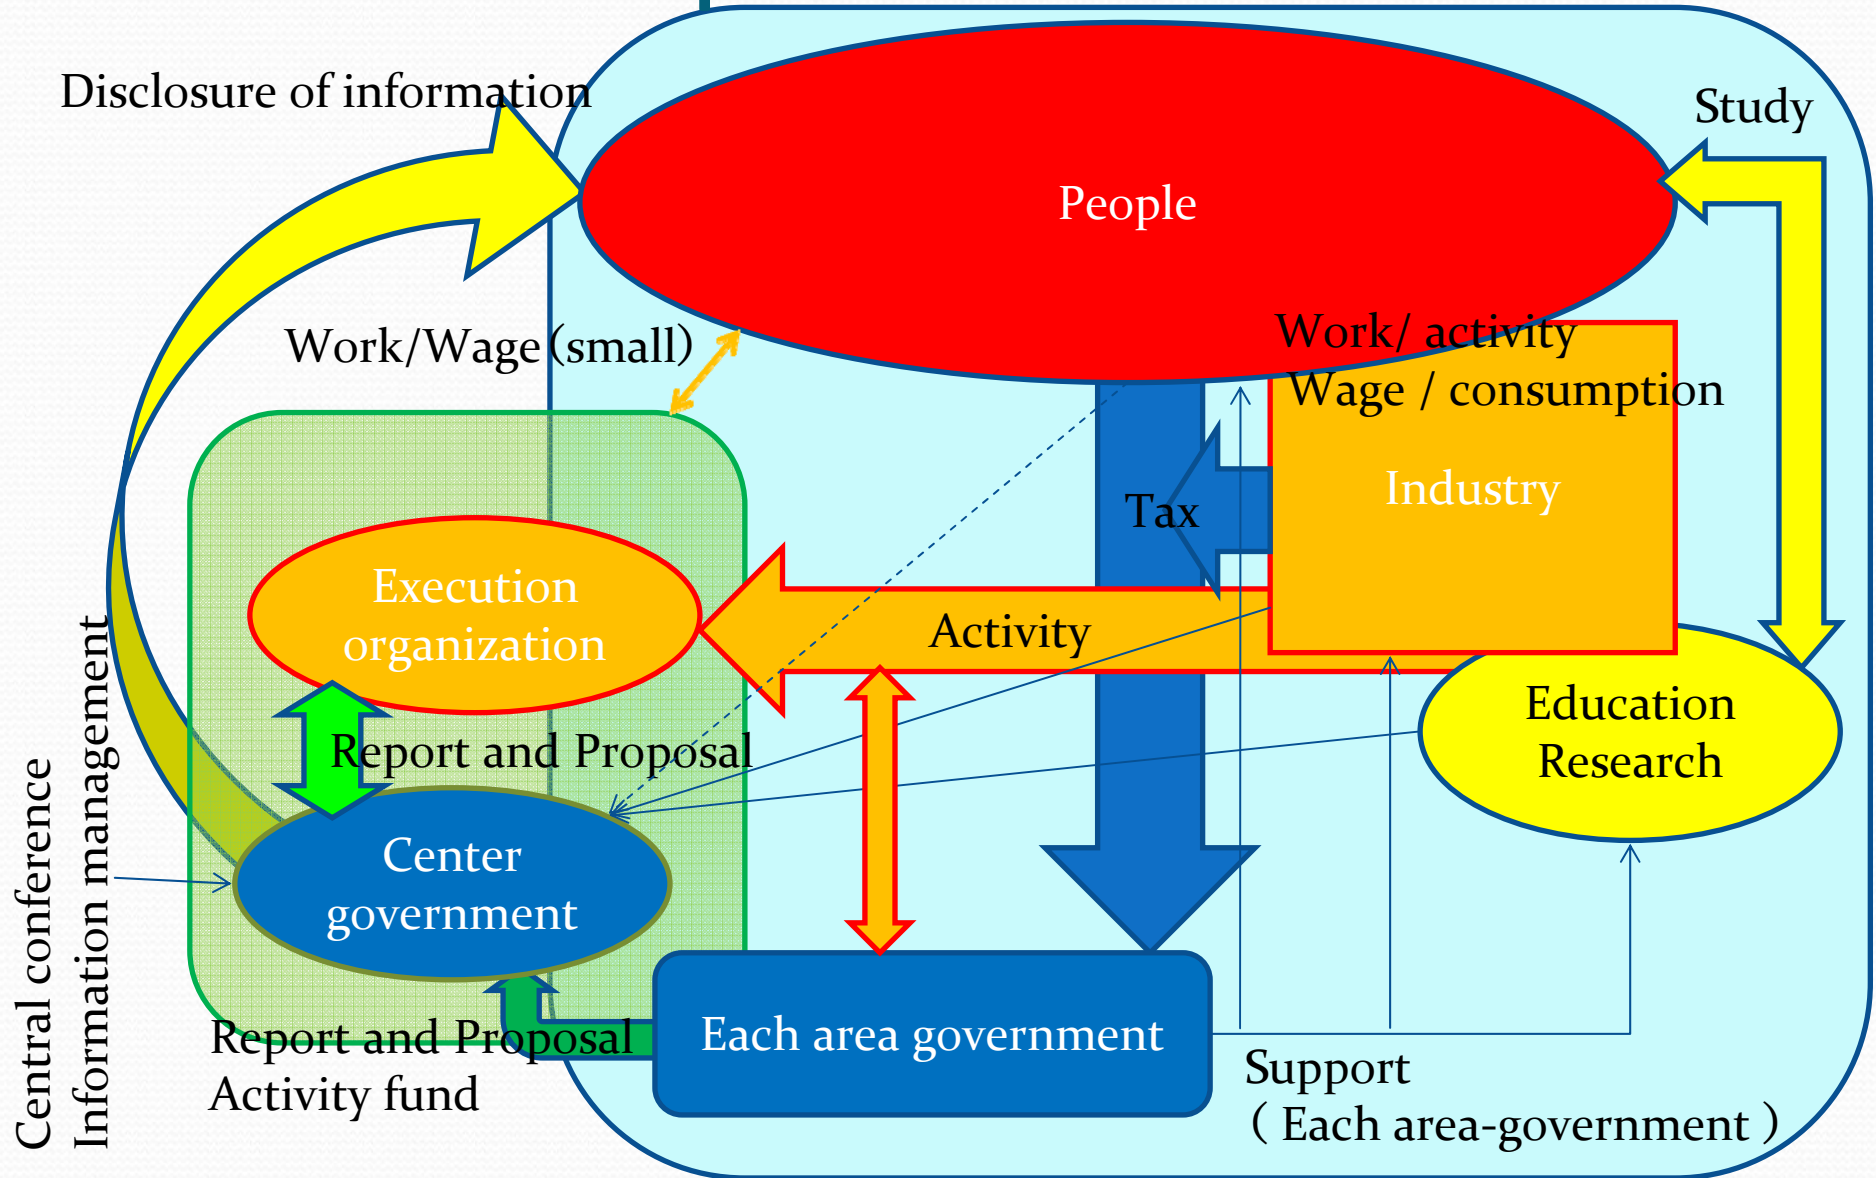 Disclosure of information
Study
People
Work/Wage(small)
Work/ activity
Wage / consumption
Industry
Tax
Execution
organization
Activity
Education
Research
Report and Proposal
Center
government
Central conference
Information management
Each area government
Report and Proposal
Activity fund
Support
( Each area-government )